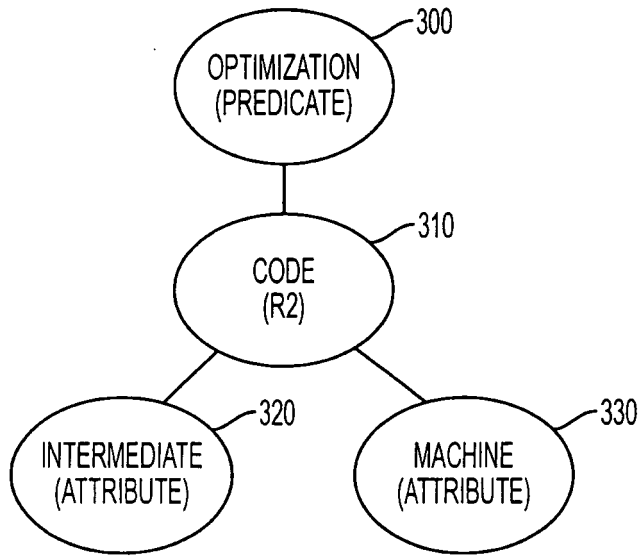 300
OPTIMIZATION
(PREDICATE)
310
CODE
(R2)
320
INTERMEDIATE
(ATTRIBUTE)
330
MACHINE
(ATTRIBUTE)